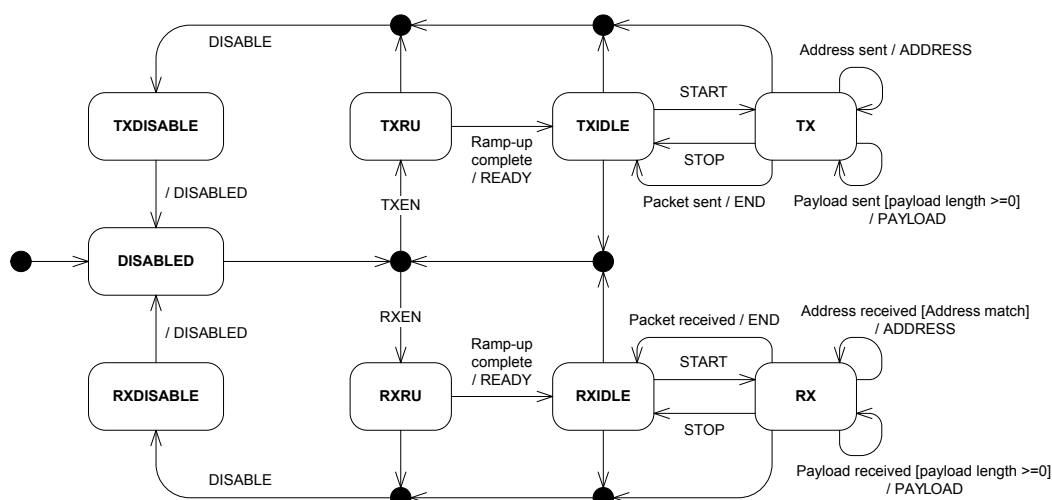 DISABLE
Address sent / ADDRESS
TXDISABLE
TXRU
TXIDLE
START
TX
Ramp-up
complete
/ READY
STOP
/ DISABLED
TXEN
Packet sent / END
Payload sent [payload length >=0]
/ PAYLOAD
DISABLED
/ DISABLED
RXEN
Packet received / END
Address received [Address match]
/ ADDRESS
Ramp-up
complete
/ READY
START
RXDISABLE
RXRU
RXIDLE
RX
STOP
DISABLE
Payload received [payload length >=0]
/ PAYLOAD